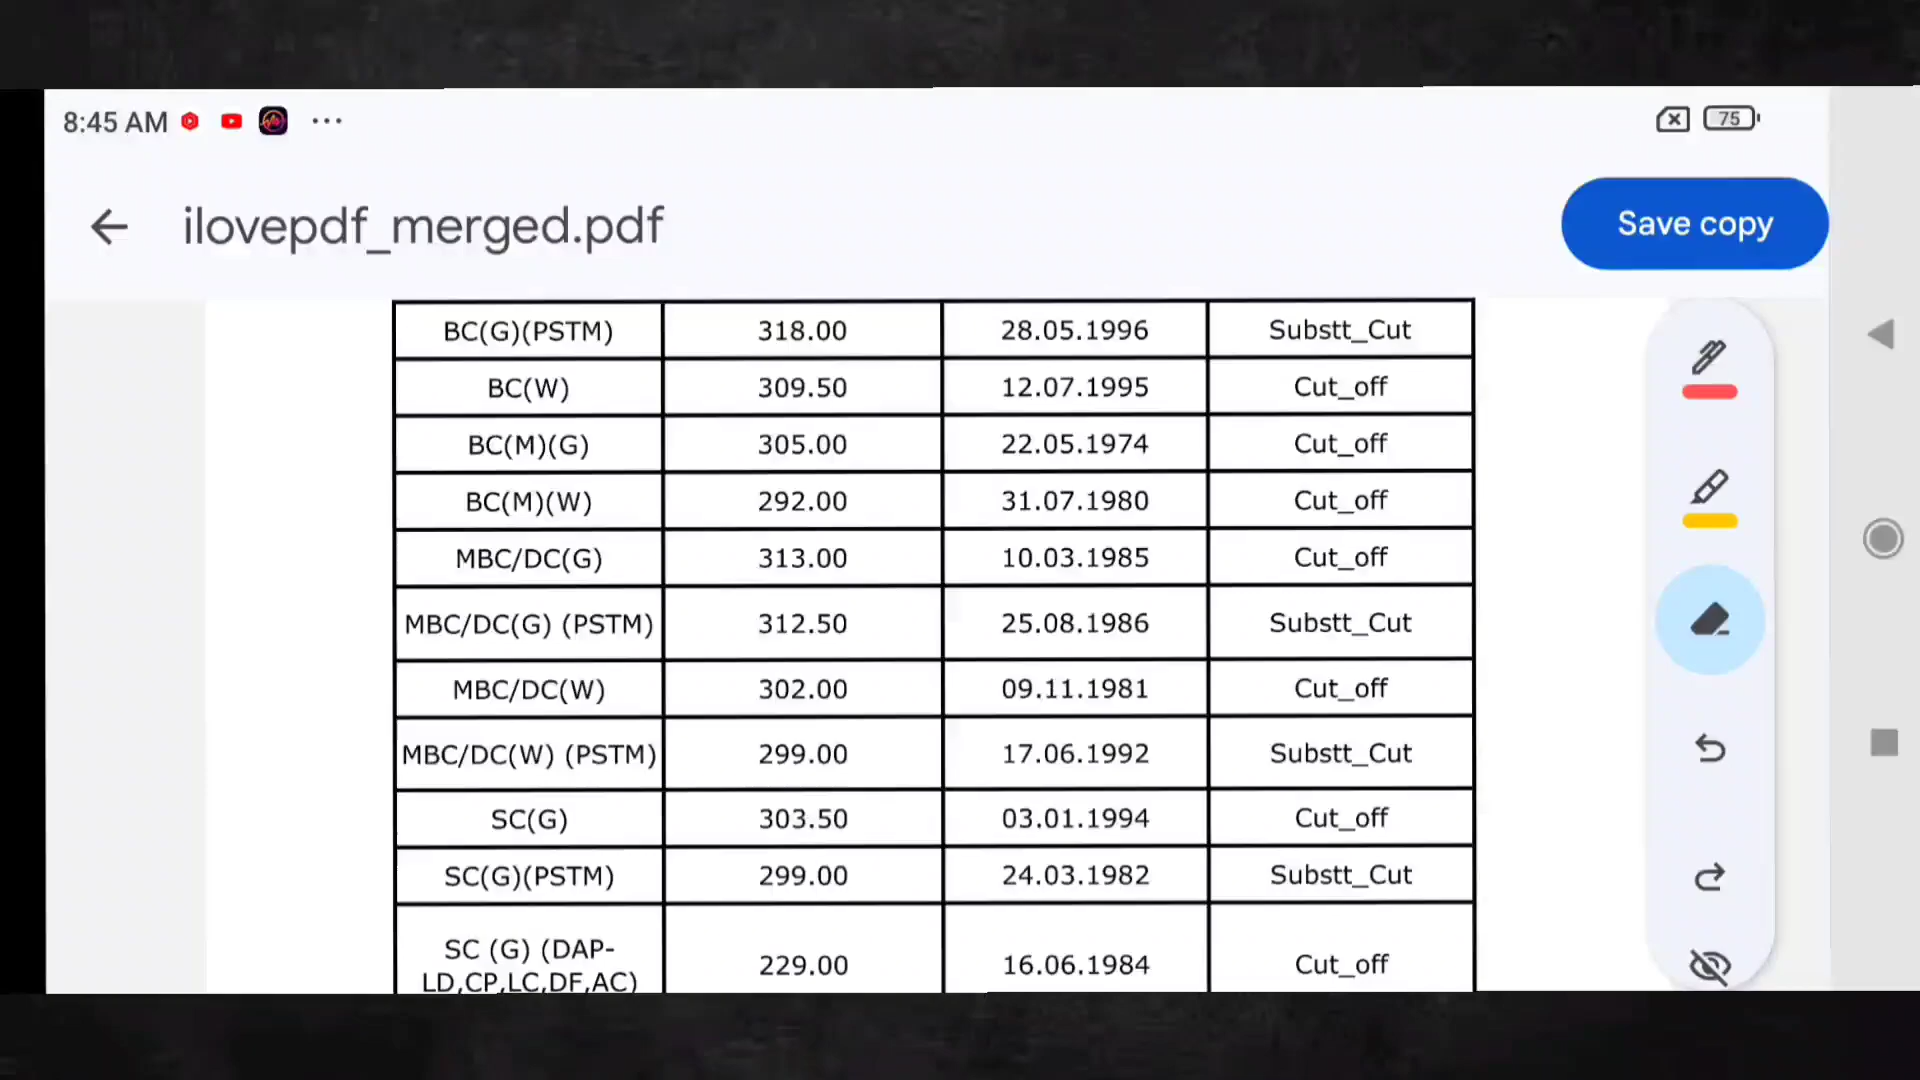 8:45 AM
75
ilovepdf_merged.pdf
Save copy
BC(G)(PSTM) 318.00 28.05.1996 Substt_Cut
BC(W) 309.50 12.07.1995 Cut_off
BC(M)(G) 305.00 22.05.1974 Cut_off
BC(M)(W) 292.00 31.07.1980 Cut_off
MBC/DC(G) 313.00 10.03.1985 Cut_off
MBC/DC(G) (PSTM) 312.50 25.08.1986 Substt_Cut
MBC/DC(W) 302.00 09.11.1981 Cut_off
MBC/DC(W) (PSTM) 299.00 17.06.1992 Substt_Cut
SC(G) 303.50 03.01.1994 Cut_off
SC(G)(PSTM) 299.00 24.03.1982 Substt_Cut
SC (G) (DAP-
LD,CP,LC,DF,AC) 229.00 16.06.1984 Cut_off